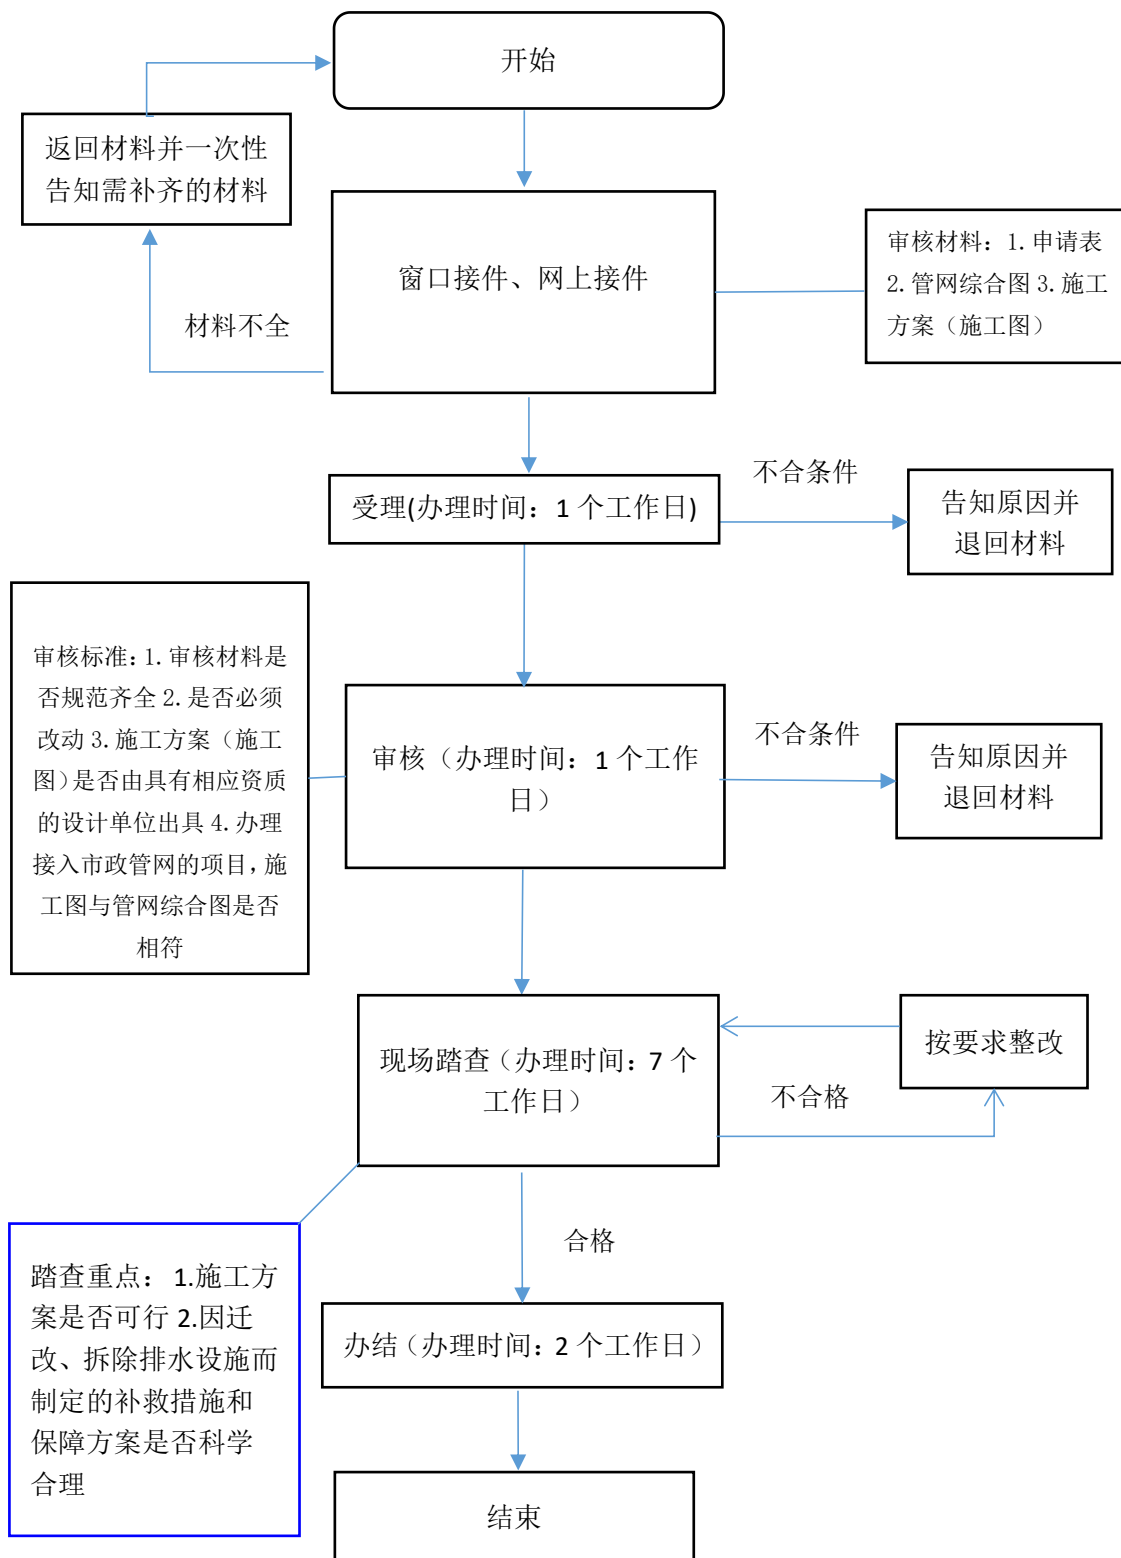 开始
返回材料并一次性
告知需补齐的材料
窗口接件、网上接件
审核材料：1.申请表
2.管网综合图 3.施工
方案（施工图）
材料不全
受理(办理时间：1 个工作日)
不合条件
告知原因并
退回材料
审核标准：1.审核材料是
否规范齐全 2.是否必须
改动 3.施工方案（施工
图）是否由具有相应资质
的设计单位出具 4.办理
接入市政管网的项目，施
工图与管网综合图是否
相符
审核（办理时间：1 个工作
日）
不合条件
告知原因并
退回材料
现场踏查（办理时间：7 个
工作日）
按要求整改
不合格
合格
踏查重点： 1.施工方
案是否可行 2.因迁
改、拆除排水设施而
制定的补救措施和
保障方案是否科学
合理
办结（办理时间：2 个工作日）
结束